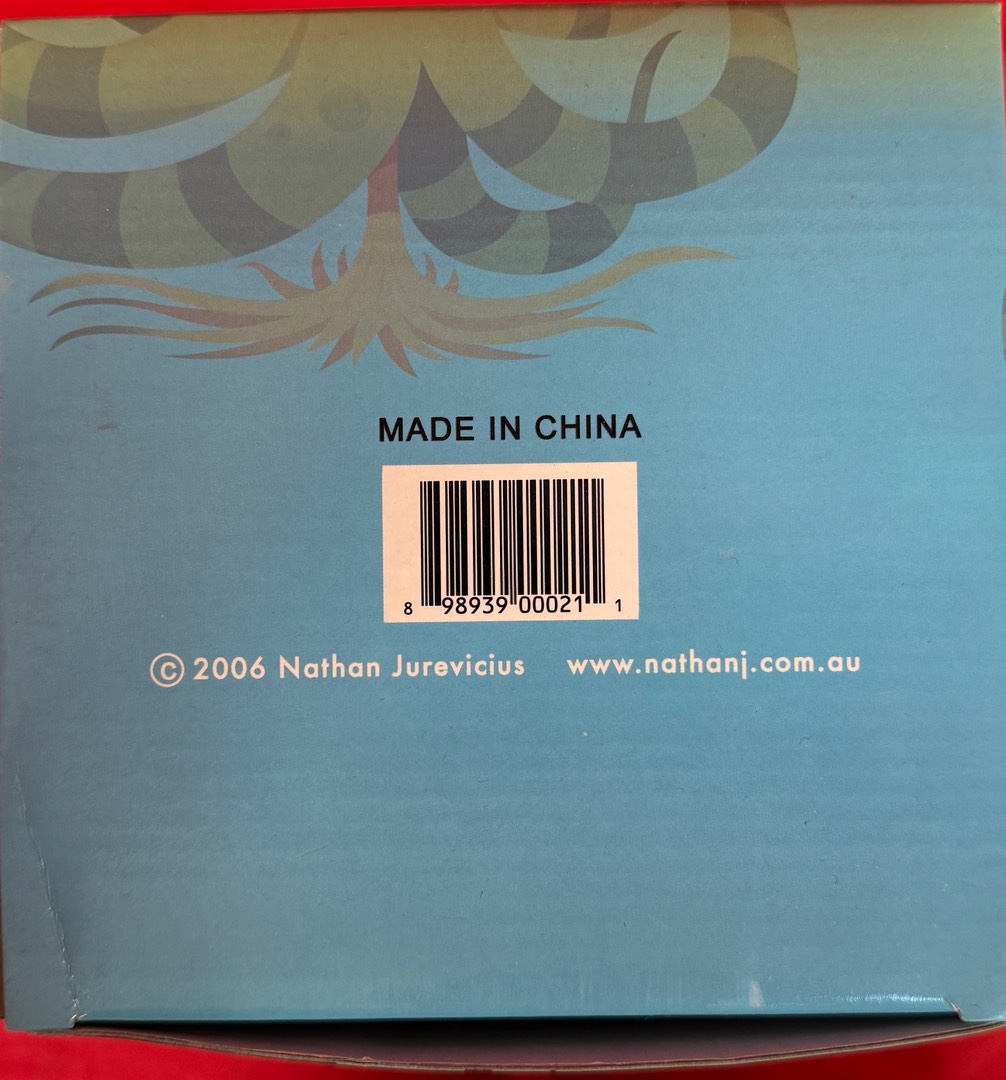 MADE IN CHINA
8 98939 00021 1
© 2006 Nathan Jurevicius www.nathanj.com.au